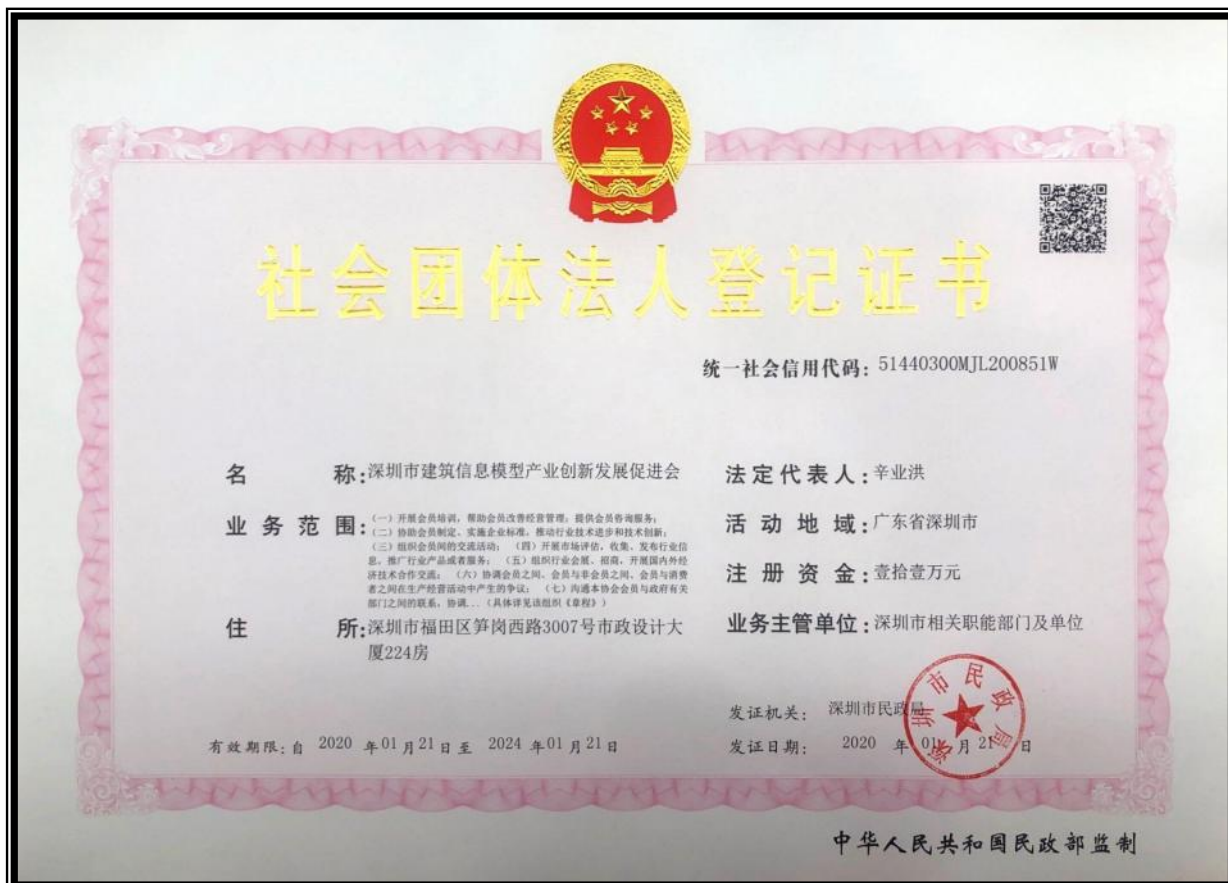 社会团体法人登记证书
统一社会信用代码：51440300MJL200851W
名称：深圳市建筑信息模型产业创新发展促进会
业务范围：（一）开展会员培训，帮助会员改善经营管理；提供会员咨询服务；
（二）协助会员制定、实施企业标准，推动行业技术进步和技术创新；
（三）组织会员间的交流活动； （四）开展市场评估，收集、发布行业信
息，推广行业产品或者服务； （五）组织行业会展、招商，开展国内外经
济技术合作交流； （六）协调会员之间、会员与非会员之间、会员与消费
者之间在生产经营活动中产生的争议； （七）沟通本协会会员与政府有关
部门之间的联系，协调...（具体详见该组织《章程》）
住所：深圳市福田区笋岗西路3007号市政设计大
厦224房
法定代表人：辛业洪
活动地域：广东省深圳市
注册资金：壹拾壹万元
业务主管单位：深圳市相关职能部门及单位
发证机关： 深圳市民政局
发证日期： 2020 年 01 月 21 日
深圳市民政局
有效期限：自 2020 年 01 月 21 日至 2024 年 01 月 21 日
中华人民共和国民政部监制